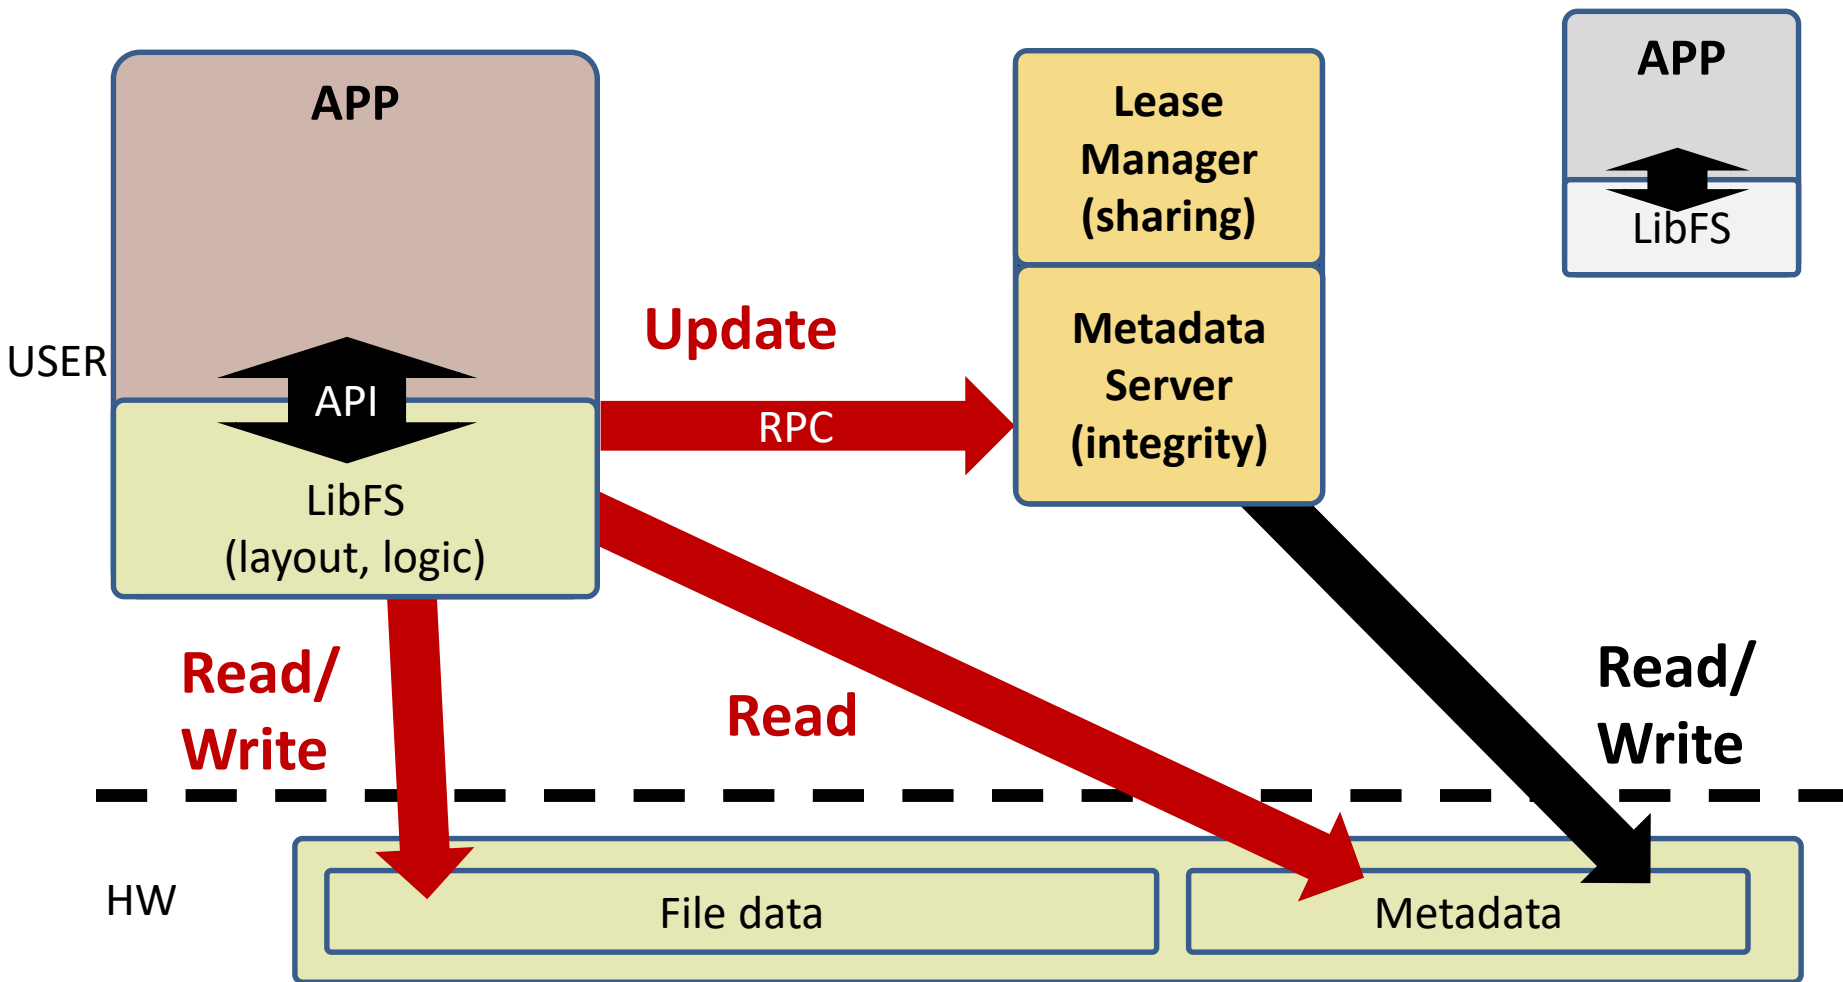 APP
Lease
Manager
(sharing)
APP
LibFS
Update
Metadata
Server
(integrity)
USER
API
RPC
LibFS
(layout, logic)
Read/
Write
Read
Read/
Write
HW
File data
Metadata